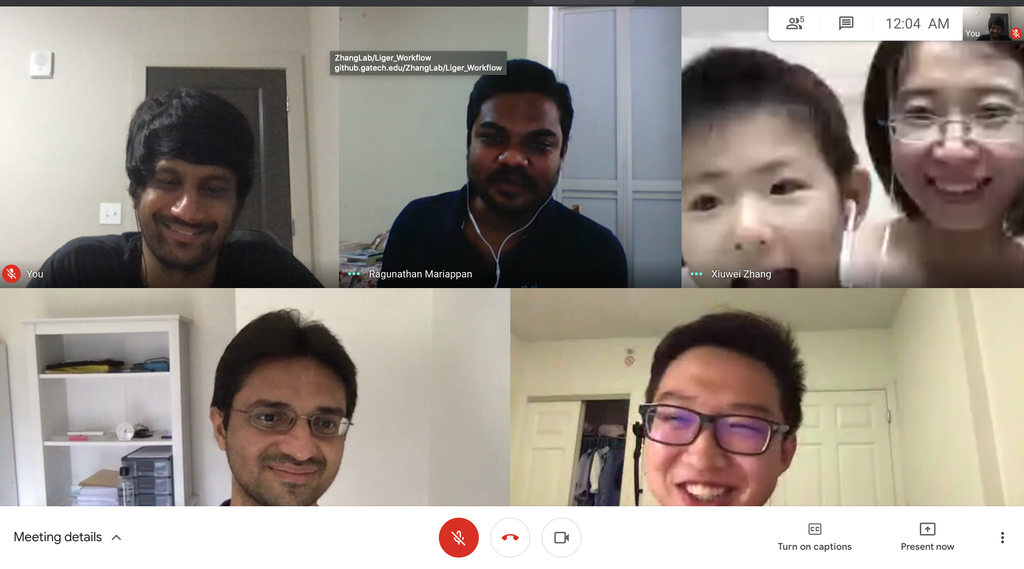 5
12:04 AM
You
ZhangLab/Liger_Workflow
github.gatech.edu/ZhangLab/Liger_Workflow
You
Ragunathan Mariappan
Xiuwei Zhang
Meeting details
Turn on captions
Present now